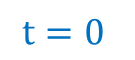 t = 0